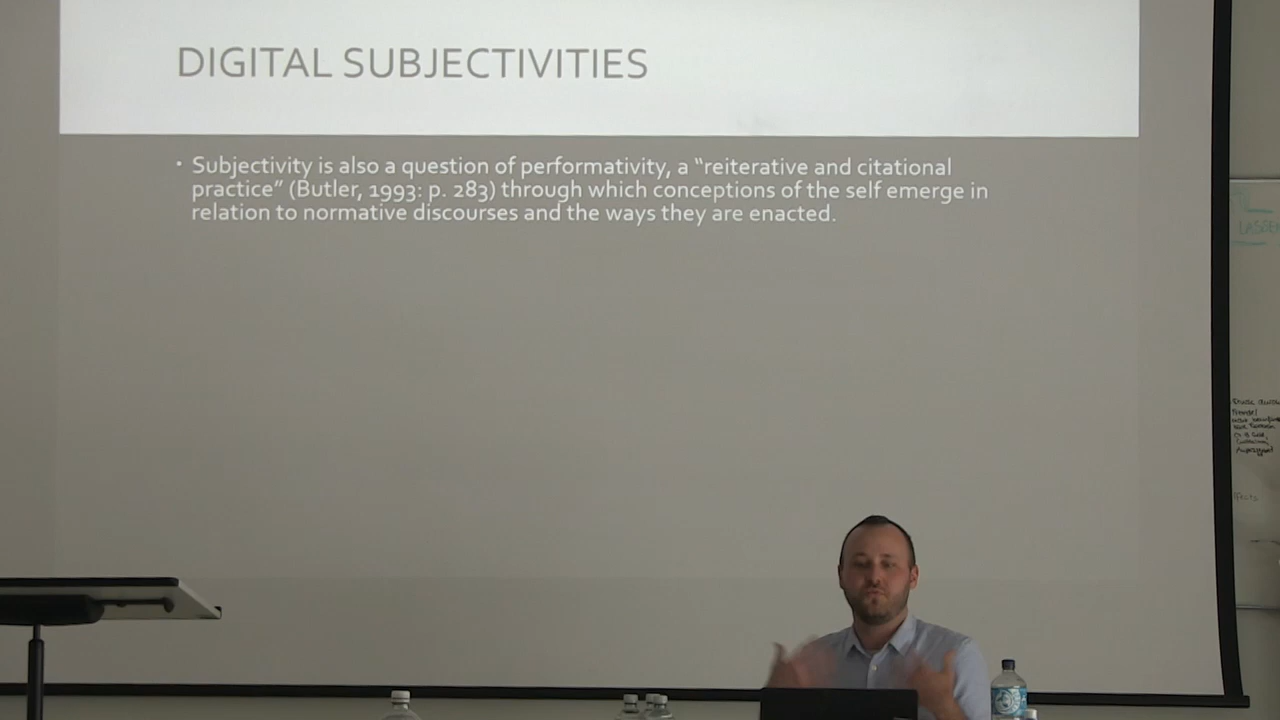 DIGITAL SUBJECTIVITIES
• Subjectivity is also a question of performativity, a “reiterative and citational
practice” (Butler, 1993: p. 283) through which conceptions of the self emerge in
relation to normative discourses and the ways they are enacted.